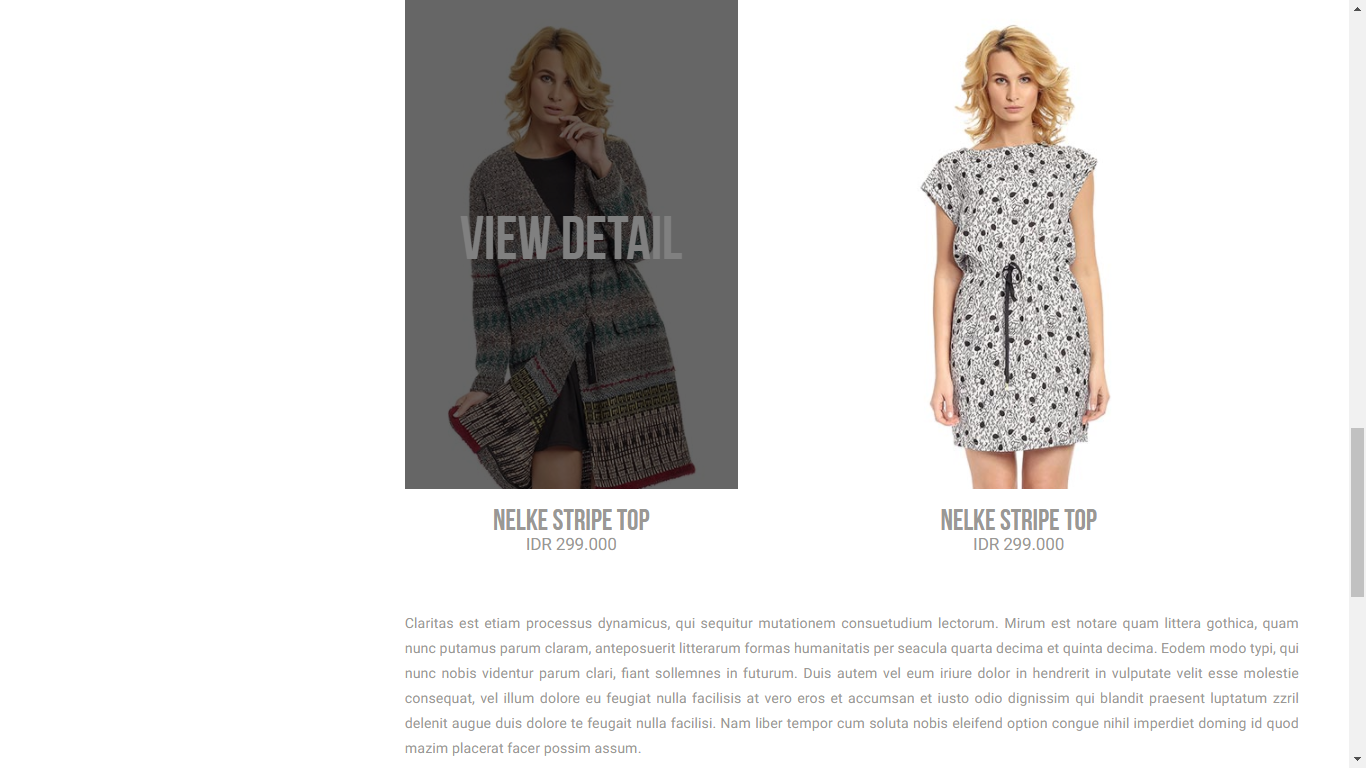 VIEW DETAIL
NELKE STRIPE TOP
IDR 299.000
NELKE STRIPE TOP
IDR 299.000
Claritas est etiam processus dynamicus, qui sequitur mutationem consuetudium lectorum. Mirum est notare quam littera gothica, quam
nunc putamus parum claram, anteposuerit litterarum formas humanitatis per seacula quarta decima et quinta decima. Eodem modo typi, qui
nunc nobis videntur parum clari, fiant sollemnes in futurum. Duis autem vel eum iriure dolor in hendrerit in vulputate velit esse molestie
consequat, vel illum dolore eu feugiat nulla facilisis at vero eros et accumsan et iusto odio dignissim qui blandit praesent luptatum zzril
delenit augue duis dolore te feugait nulla facilisi. Nam liber tempor cum soluta nobis eleifend option congue nihil imperdiet doming id quod
mazim placerat facer possim assum.